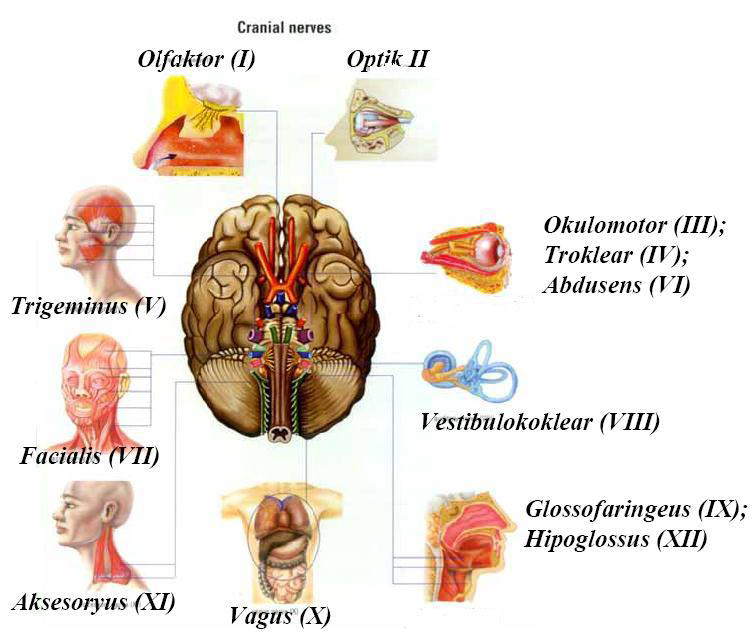 Cranial nerves
Olfaktor (I)
Optik II
Okulomotor (III);
Troklear (IV);
Abdusens (VI)
Trigeminus (V)
Vestibulokoklear (VIII)
Facialis (VII)
Glossofaringeus (IX);
Hipoglossus (XII)
Aksesoryus (XI)
Vagus (X)